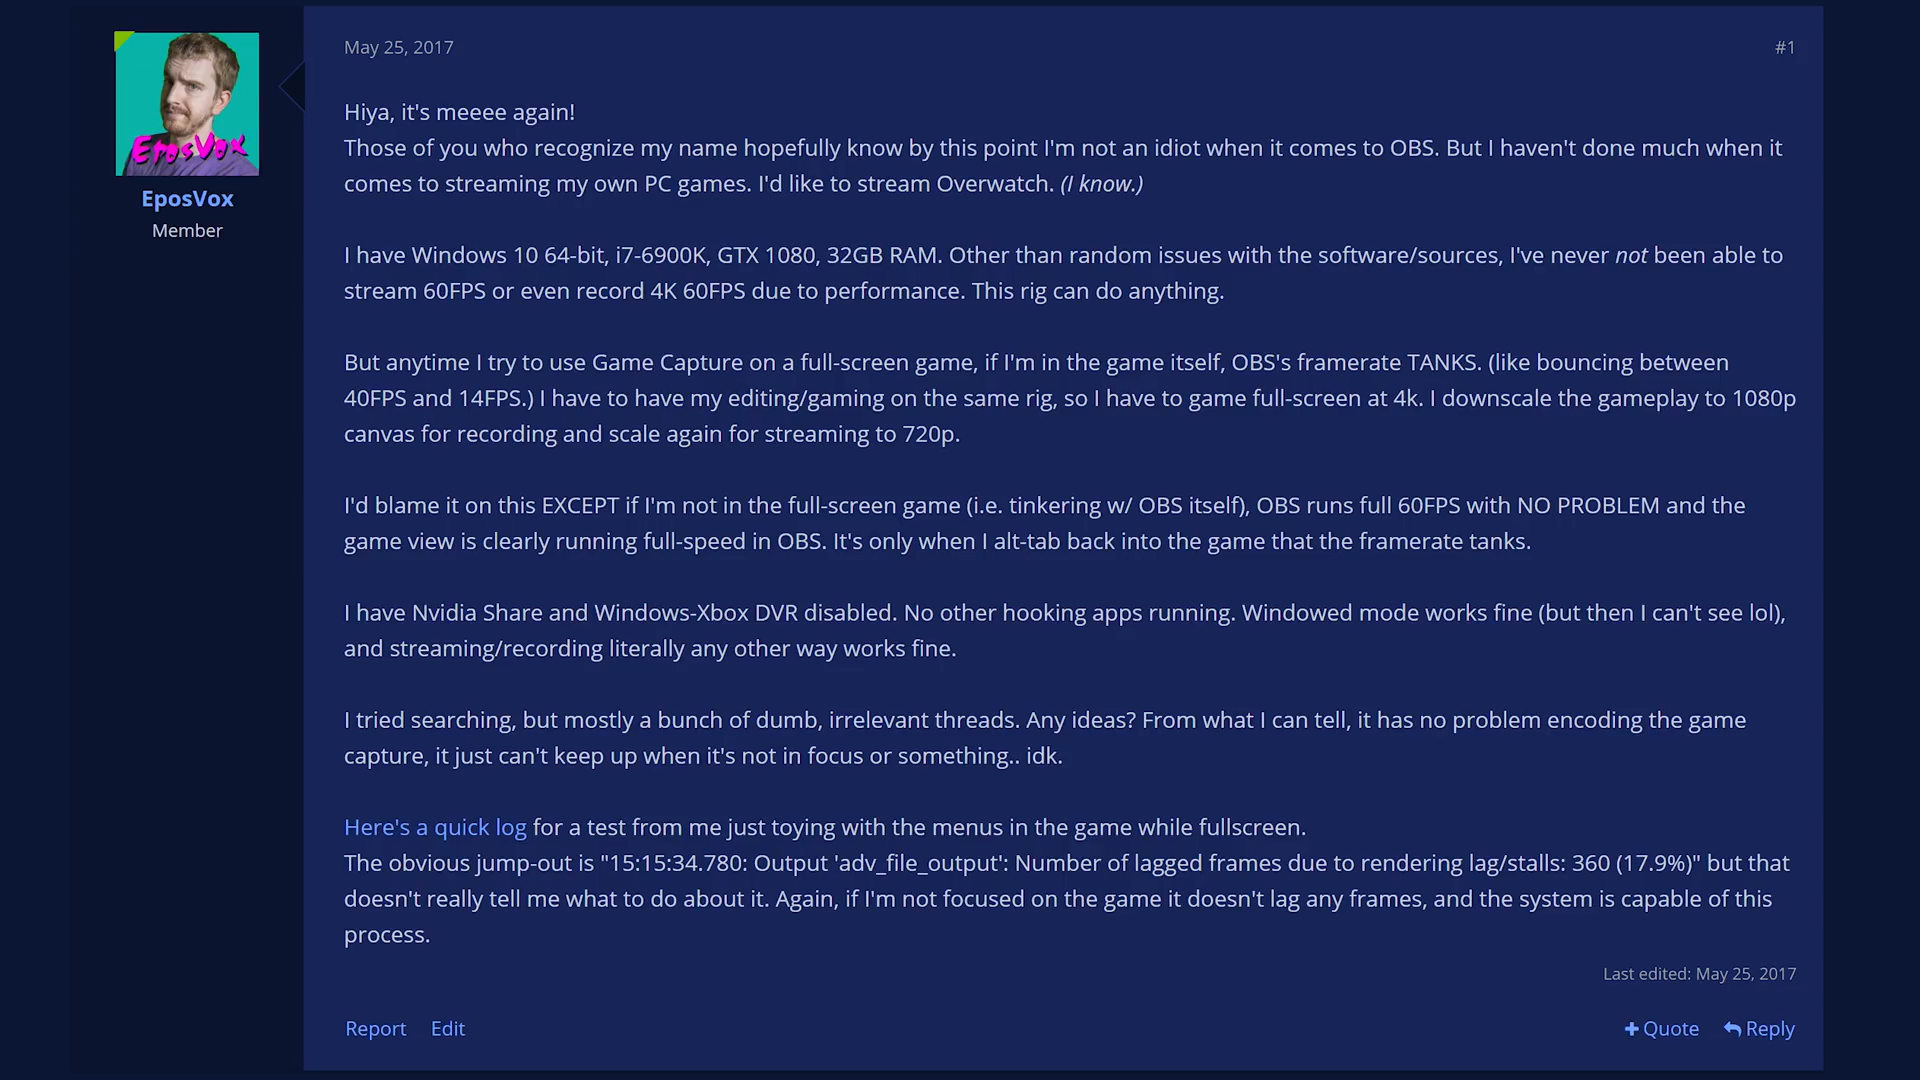 May 25, 2017
#1
EposVox
EposVox
Member
Hiya, it's meeee again!
Those of you who recognize my name hopefully know by this point I'm not an idiot when it comes to OBS. But I haven't done much when it
comes to streaming my own PC games. I'd like to stream Overwatch. (I know.)
I have Windows 10 64-bit, i7-6900K, GTX 1080, 32GB RAM. Other than random issues with the software/sources, I've never not been able to
stream 60FPS or even record 4K 60FPS due to performance. This rig can do anything.
But anytime I try to use Game Capture on a full-screen game, if I'm in the game itself, OBS's framerate TANKS. (like bouncing between
40FPS and 14FPS.) I have to have my editing/gaming on the same rig, so I have to game full-screen at 4k. I downscale the gameplay to 1080p
canvas for recording and scale again for streaming to 720p.
I'd blame it on this EXCEPT if I'm not in the full-screen game (i.e. tinkering w/ OBS itself), OBS runs full 60FPS with NO PROBLEM and the
game view is clearly running full-speed in OBS. It's only when I alt-tab back into the game that the framerate tanks.
I have Nvidia Share and Windows-Xbox DVR disabled. No other hooking apps running. Windowed mode works fine (but then I can't see lol),
and streaming/recording literally any other way works fine.
I tried searching, but mostly a bunch of dumb, irrelevant threads. Any ideas? From what I can tell, it has no problem encoding the game
capture, it just can't keep up when it's not in focus or something.. idk.
Here's a quick log for a test from me just toying with the menus in the game while fullscreen.
The obvious jump-out is "15:15:34.780: Output 'adv_file_output': Number of lagged frames due to rendering lag/stalls: 360 (17.9%)" but that
doesn't really tell me what to do about it. Again, if I'm not focused on the game it doesn't lag any frames, and the system is capable of this
process.
Last edited: May 25, 2017
Report Edit
+ Quote Reply